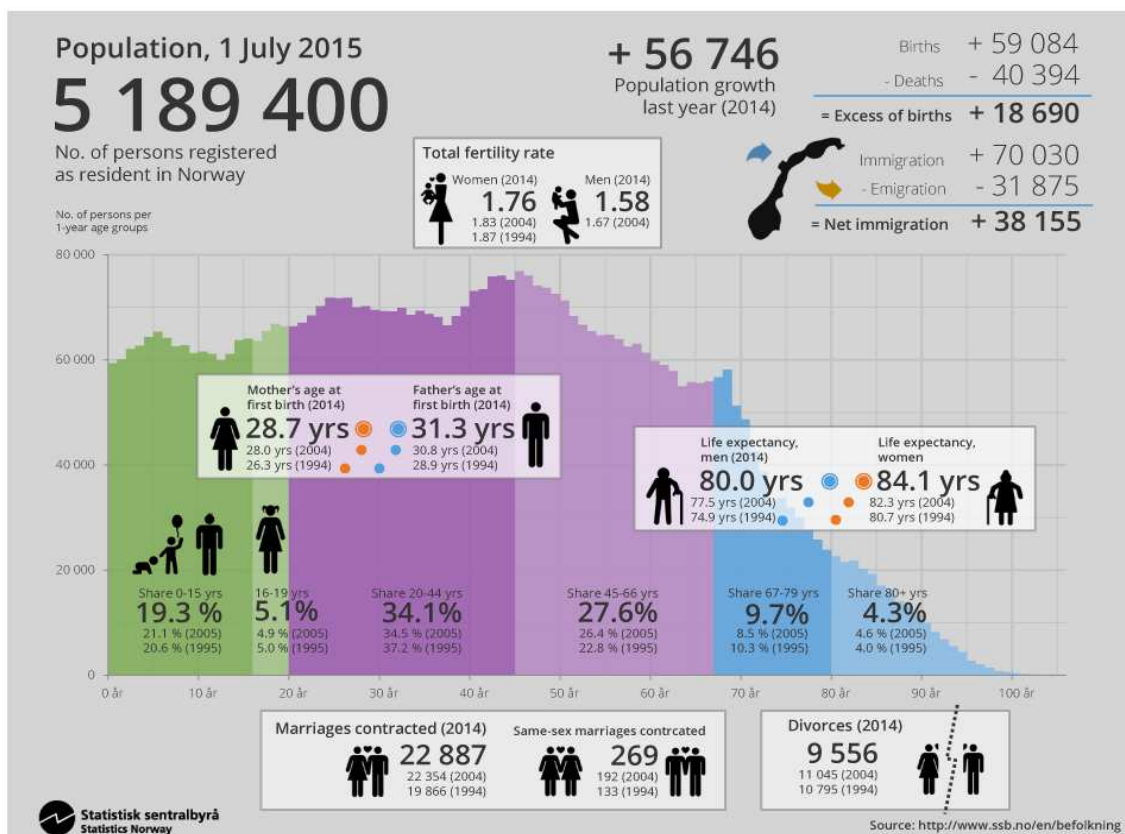 Population, 1 July 2015
5 189 400
No. of persons registered
as resident in Norway
+ 56 746
Population growth
last year (2014)
Births + 59 084
- Deaths - 40 394
= Excess of births + 18 690
Immigration + 70 030
- Emigration - 31 875
= Net immigration + 38 155
Total fertility rate
Women (2014)
1.76
1.83 (2004)
1.87 (1994)
Men (2014)
1.58
1.67 (2004)
No. of persons per
1-year age groups
80 000
60 000
40 000
20 000
0
Mother's age at
first birth (2014)
28.7 yrs
28.0 yrs (2004)
26.3 yrs (1994)
Father's age at
first birth (2014)
31.3 yrs
30.8 yrs (2004)
28.9 yrs (1994)
Life expectancy,
men (2014)
80.0 yrs
77.5 yrs (2004)
74.9 yrs (1994)
Life expectancy,
women
84.1 yrs
82.3 yrs (2004)
80.7 yrs (1994)
Share 0-15 yrs
19.3 %
21.1 % (2005)
20.6 % (1995)
16-19 yrs
5.1%
4.9 % (2005)
5.0 % (1995)
Share 20-44 yrs
34.1%
34.5 % (2005)
37.2 % (1995)
Share 45-66 yrs
27.6%
26.4 % (2005)
22.8 % (1995)
Share 67-79 yrs
9.7%
8.5 % (2005)
10.3 % (1995)
Share 80+ yrs
4.3%
4.6 % (2005)
4.0 % (1995)
0 år 10 år 20 år 30 år 40 år 50 år 60 år 70 år 80 år 90 år 100 år
Marriages contracted (2014)
22 887
22 354 (2004)
19 866 (1994)
Same-sex marriages contrcated
269
192 (2004)
133 (1994)
Divorces (2014)
9 556
11 045 (2004)
10 795 (1994)
Statistisk sentralbyrå
Statistics Norway
Source: http://www.ssb.no/en/befolkning